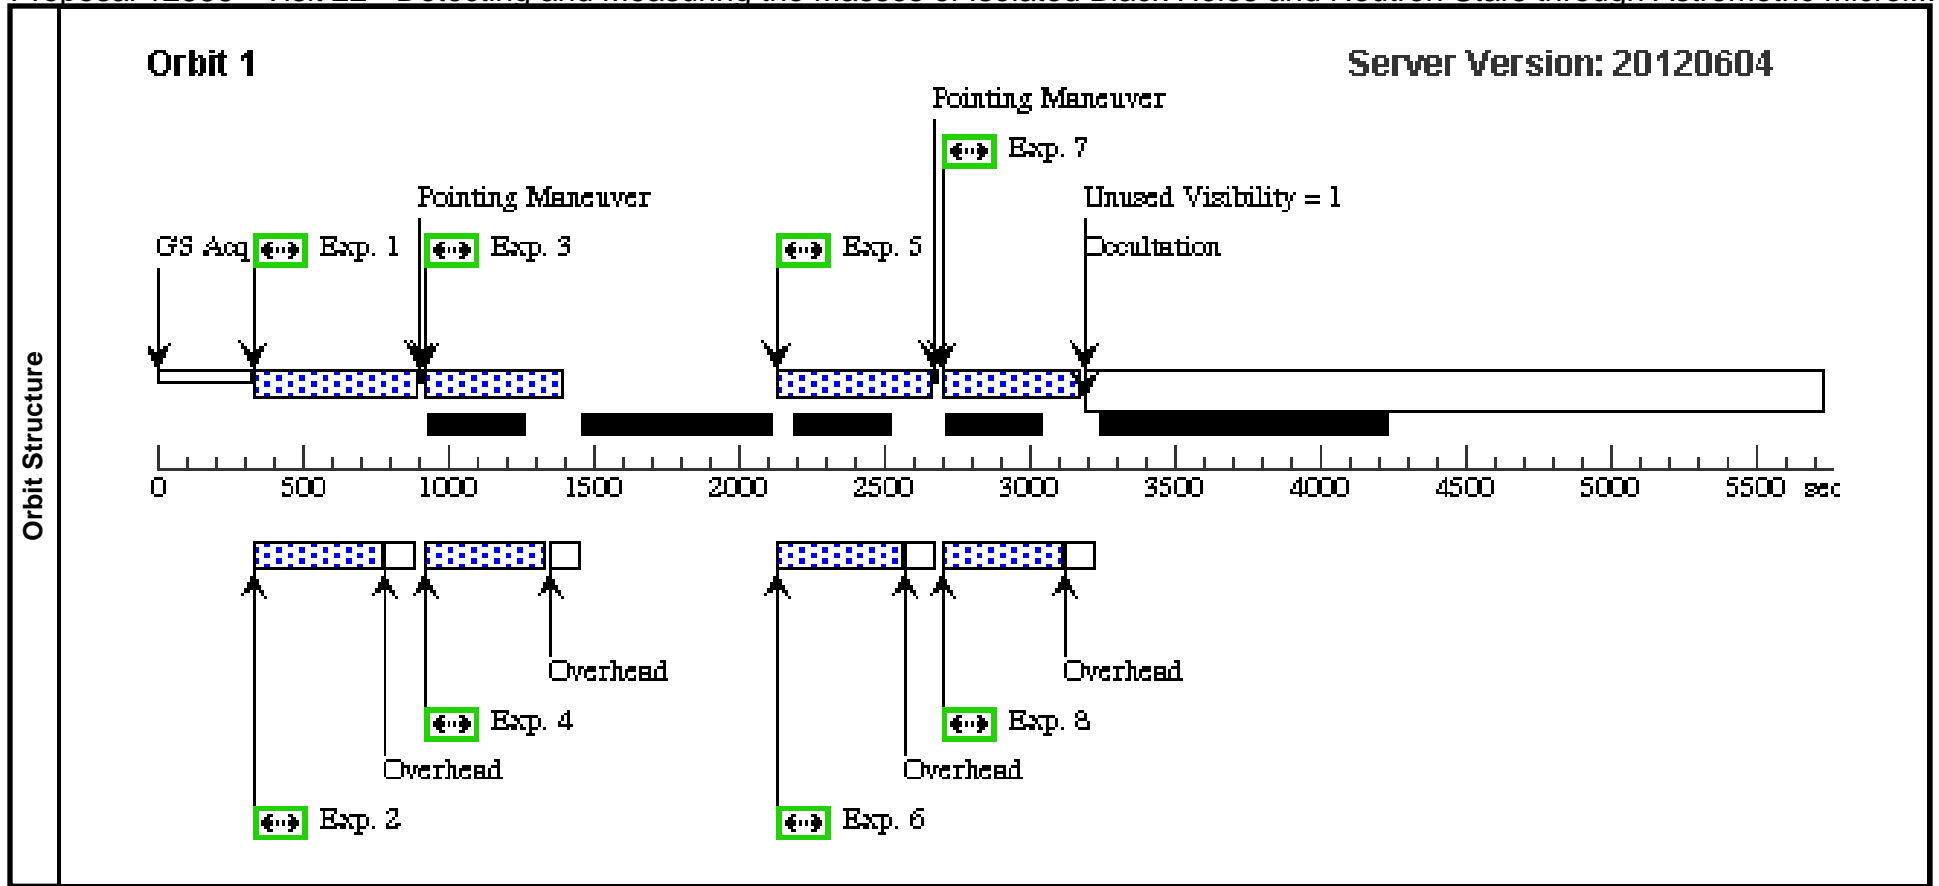 Orbit 1
Server Version: 20120604
Pointing Maneuver
Exp. 7
Pointing Maneuver
Unused Visibility = 1
GS Acq
Exp. 1
Exp. 3
Exp. 5
Occultation
Orbit Structure
0 500 1000 1500 2000 2500 3000 3500 4000 4500 5000 5500 sec
Overhead
Overhead
Exp. 4
Exp. 8
Overhead
Overhead
Exp. 2
Exp. 6